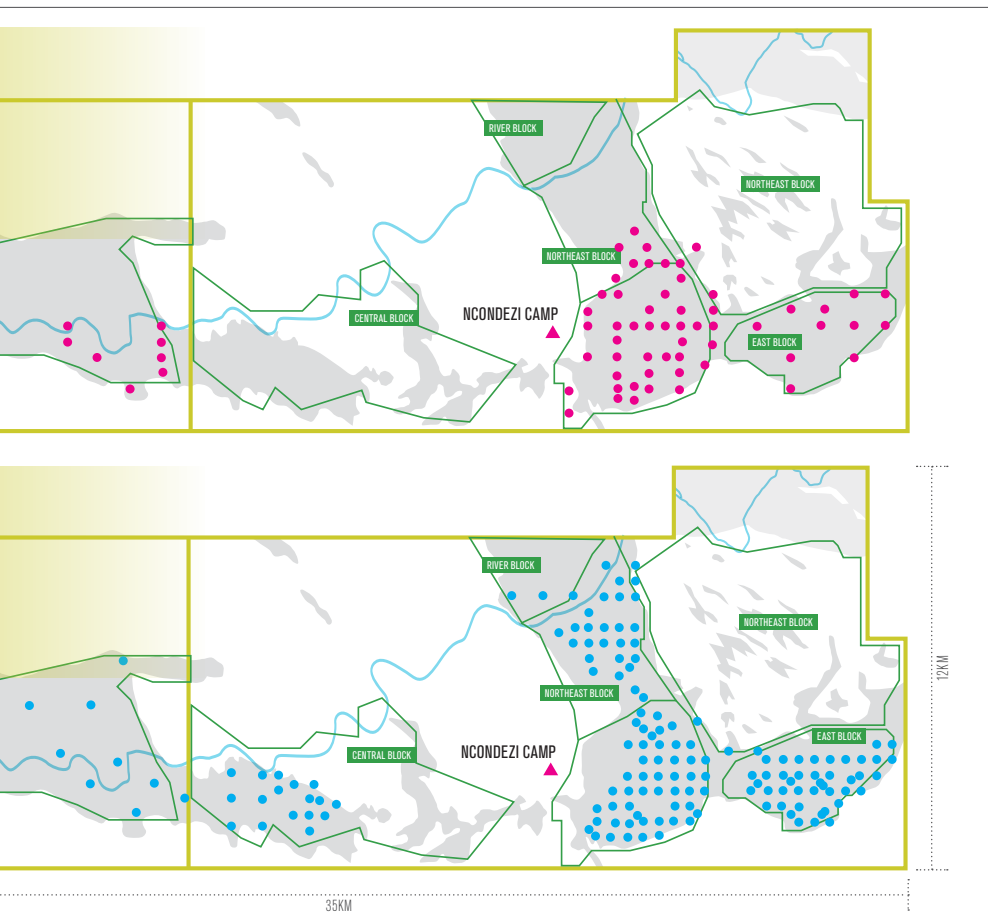 RIVER BLOCK
NORTHEAST BLOCK
NORTHEAST BLOCK
NCONDEZI CAMP
CENTRAL BLOCK
EAST BLOCK
RIVER BLOCK
NORTHEAST BLOCK
12KM
NORTHEAST BLOCK
EAST BLOCK
NCONDEZI CAMP
CENTRAL BLOCK
35KM